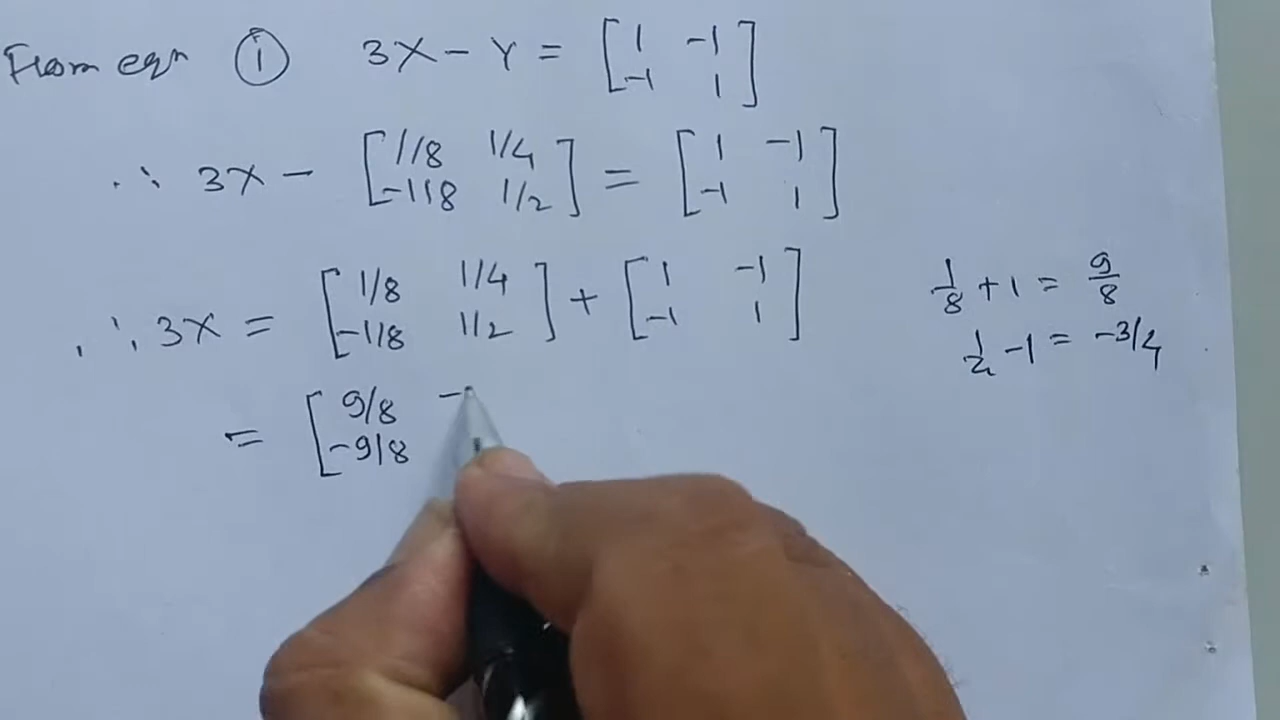 From eqn ① 3X - Y = [1 -1
-1 1]
∴ 3X - [1/8 1/4
-1/8 1/2] = [1 -1
-1 1]
∴ 3X = [1/8 1/4
-1/8 1/2] + [1 -1
-1 1]
= [9/8 -
-9/8
1/8 + 1 = 9/8
1/4 - 1 = -3/4